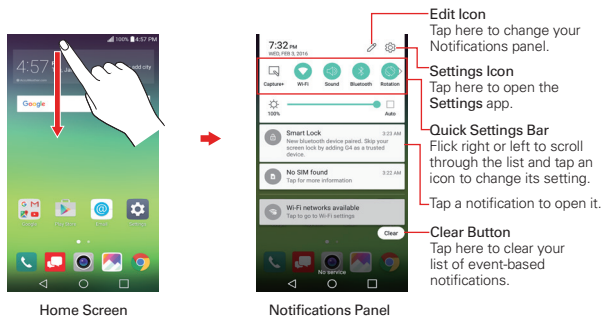 100% 4:57 PM
4:57
Ja
add city
Google
Home Screen
7:32 PM
WED, FEB 3, 2016
Capture+ Wi-Fi Sound Bluetooth Rotation
100% Auto
Smart Lock 3:23 AM
New bluetooth device paired. Skip your
screen lock by adding G4 as a trusted
device.
No SIM found 3:22 AM
Tap for more information
Wi-Fi networks available
Tap to go to Wi-Fi settings
Clear
No service
Notifications Panel
Edit Icon
Tap here to change your
Notifications panel.
Settings Icon
Tap here to open the
Settings app.
Quick Settings Bar
Flick right or left to scroll
through the list and tap an
icon to change its setting.
Tap a notification to open it.
Clear Button
Tap here to clear your
list of event-based
notifications.